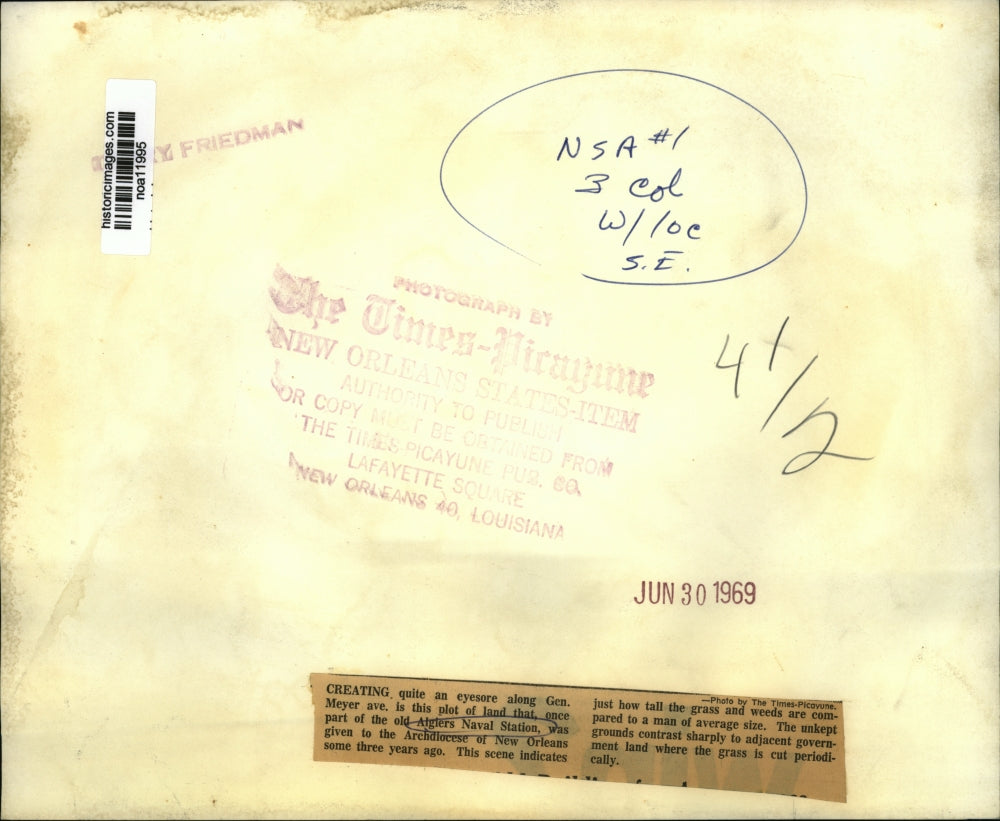 historicimages.com
noa11995
FRIEDMAN
NSA #1
3 col
W/loc
S.E.
PHOTOGRAPH BY
The Times-Picayune
NEW ORLEANS STATES-ITEM
AUTHORITY TO PUBLISH
OR COPY MUST BE OBTAINED FROM
THE TIMES-PICAYUNE PUB. CO.
LAFAYETTE SQUARE
NEW ORLEANS 40, LOUISIANA
4 1/2
JUN 30 1969
CREATING quite an eyesore along Gen.
Meyer ave. is this plot of land that, once
part of the old Algiers Naval Station, was
given to the Archdiocese of New Orleans
some three years ago. This scene indicates
—Photo by The Times-Picayune.
just how tall the grass and weeds are com-
pared to a man of average size. The unkept
grounds contrast sharply to adjacent govern-
ment land where the grass is cut periodi-
cally.